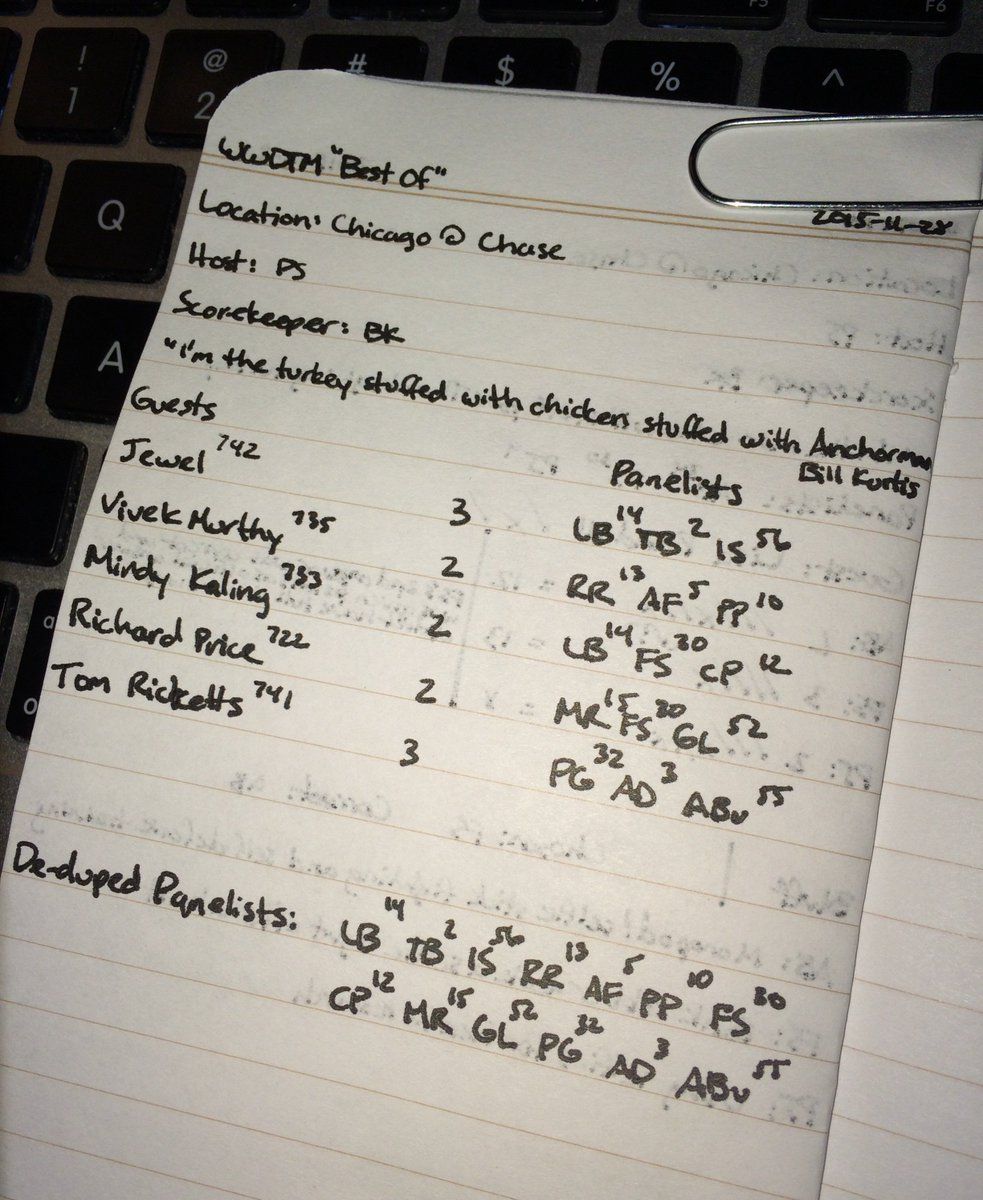 ! @ # $ % ^ F5 F6
1 2
Q
A
WWDTM "Best Of"
2015-11-28
Location: Chicago @ Chase
Host: PS
Scorekeeper: BK
"I'm the turkey stuffed with chicken stuffed with Anchorman
Bill Kurtis
Guests Panelists
Jewel 742 3 LB 14 TB 2 IS 56
Vivek Murthy 735 2 RR 13 AF 5 PP 10
Mindy Kaling 733 2 LB 14 FS 30 CP 12
Richard Price 722 2 MR 15 FS 30 GL 52
Tom Ricketts 741 3 PG 32 AD 3 ABu 55
De-duped Panelists: LB 14 TB 2 IS 56 RR 13 AF 5 PP 10 FS 30
CP 12 MR 15 GL 52 PG 32 AD 3 ABu 55